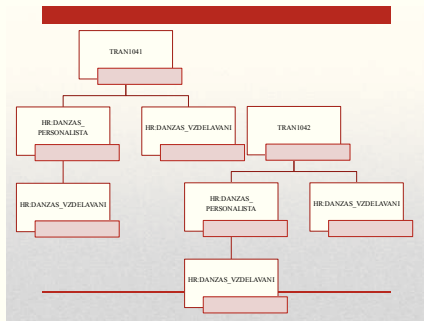 TRAN1041
HR:DANZAS_
PERSONALISTA
HR:DANZAS_VZDELAVANI
TRAN1042
HR:DANZAS_VZDELAVANI
HR:DANZAS_
PERSONALISTA
HR:DANZAS_VZDELAVANI
HR:DANZAS_VZDELAVANI